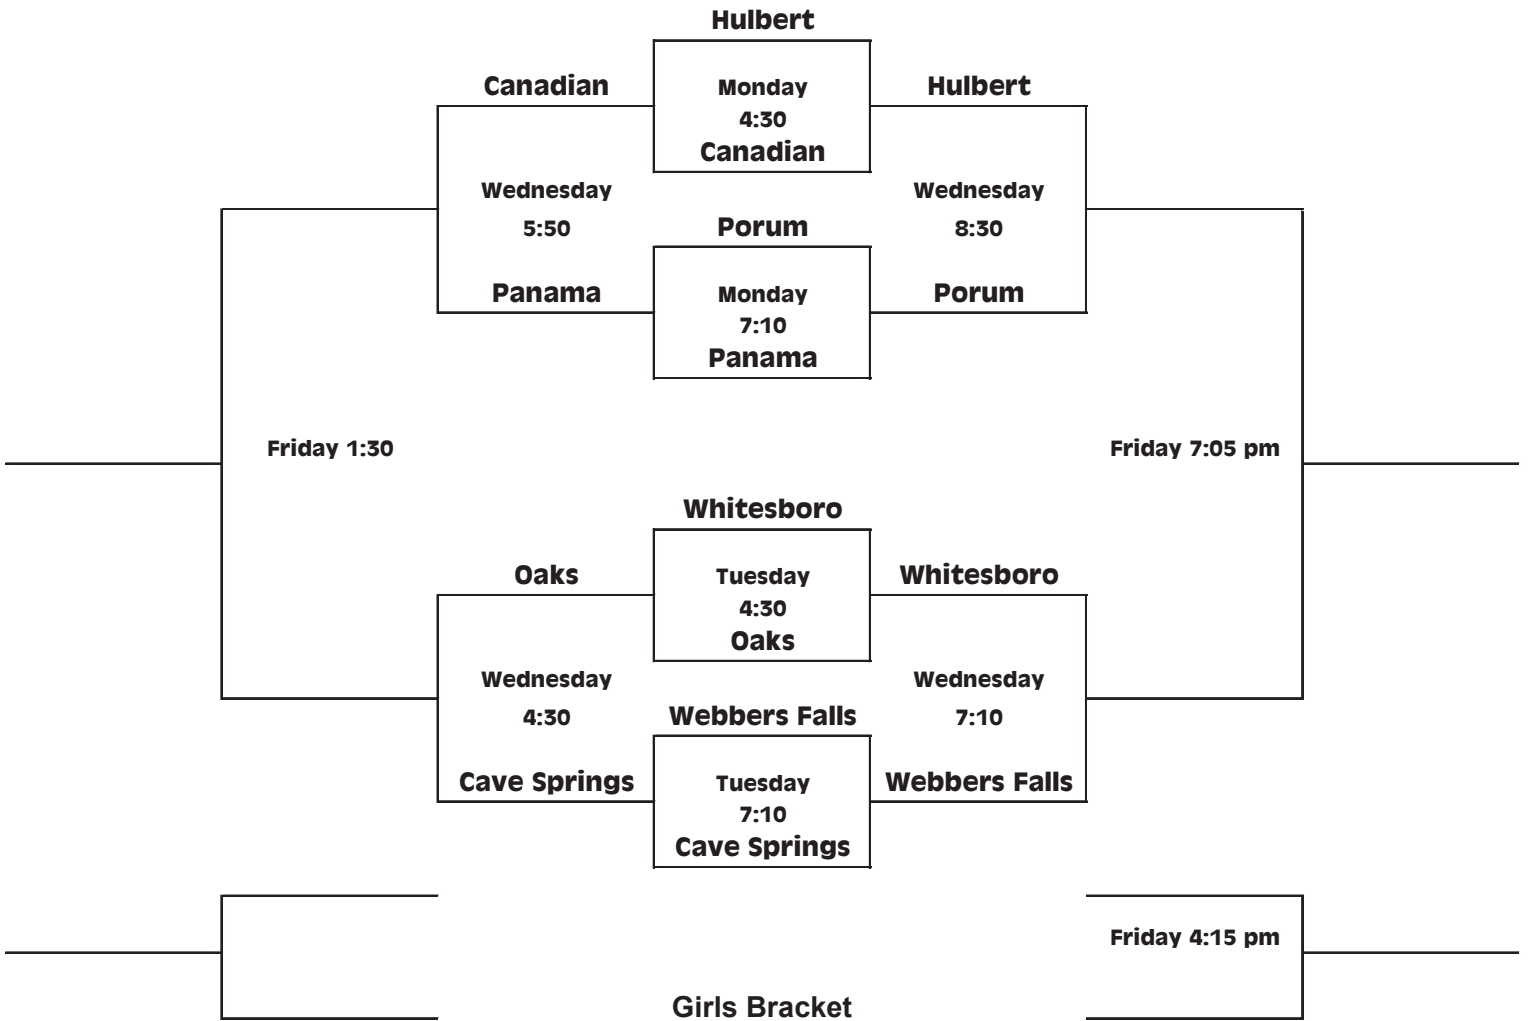 Hulbert
Canadian
Monday
Hulbert
4:30
Canadian
Wednesday
Wednesday
5:50
Porum
8:30
Panama
Monday
Porum
7:10
Panama
Friday 1:30
Friday 7:05 pm
Whitesboro
Oaks
Tuesday
Whitesboro
4:30
Oaks
Wednesday
Wednesday
4:30
Webbers Falls
7:10
Cave Springs
Tuesday
Webbers Falls
7:10
Cave Springs
Friday 4:15 pm
Girls Bracket